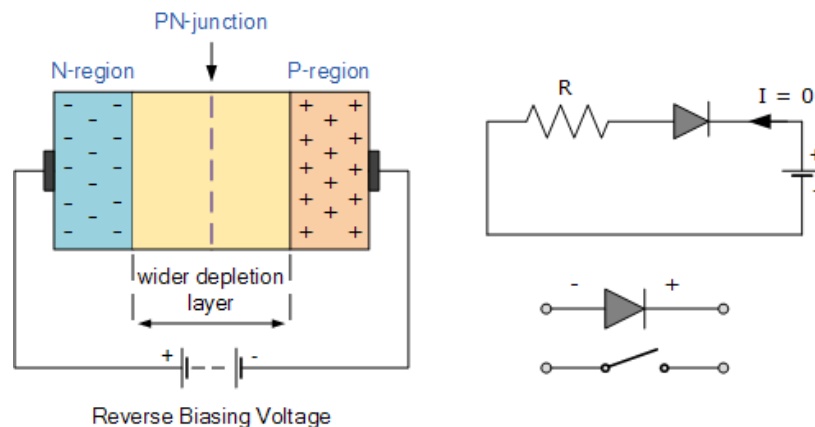 PN-junction
N-region
P-region
- - - - - - - - - - - - - -
+ + + + + + + + + + + + + +
wider depletion
layer
+ -
Reverse Biasing Voltage
R
I = 0
+
-
- +